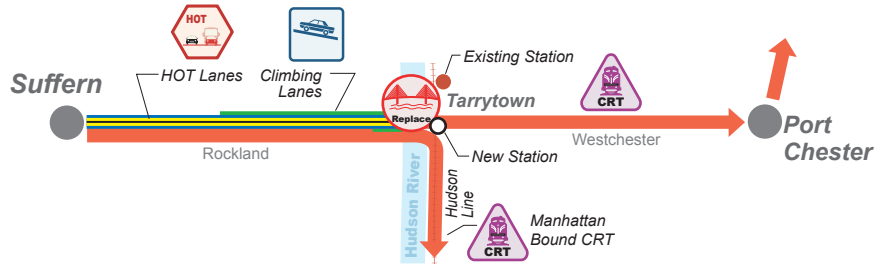 HOT
Existing Station
Suffern
HOT Lanes
Climbing
Lanes
Tarrytown
CRT
Replace
Port
Chester
Rockland
New Station
Westchester
Hudson River
Hudson
Line
CRT
Manhattan
Bound CRT